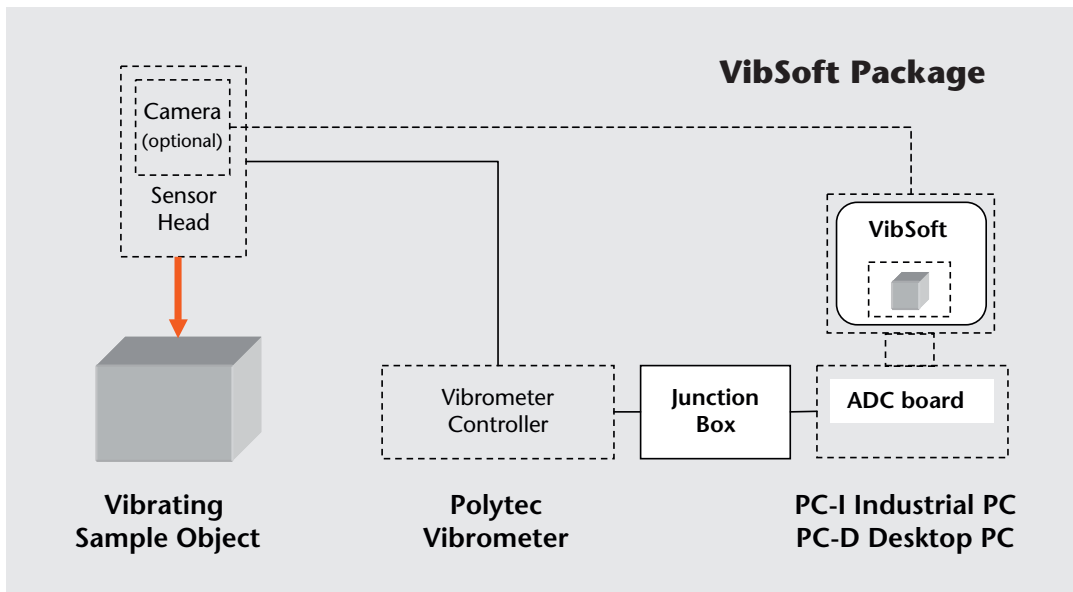 VibSoft Package
Camera
(optional)
Sensor
Head
VibSoft
Vibrometer
Controller
Junction
Box
ADC board
Vibrating
Sample Object
Polytec
Vibrometer
PC-I Industrial PC
PC-D Desktop PC